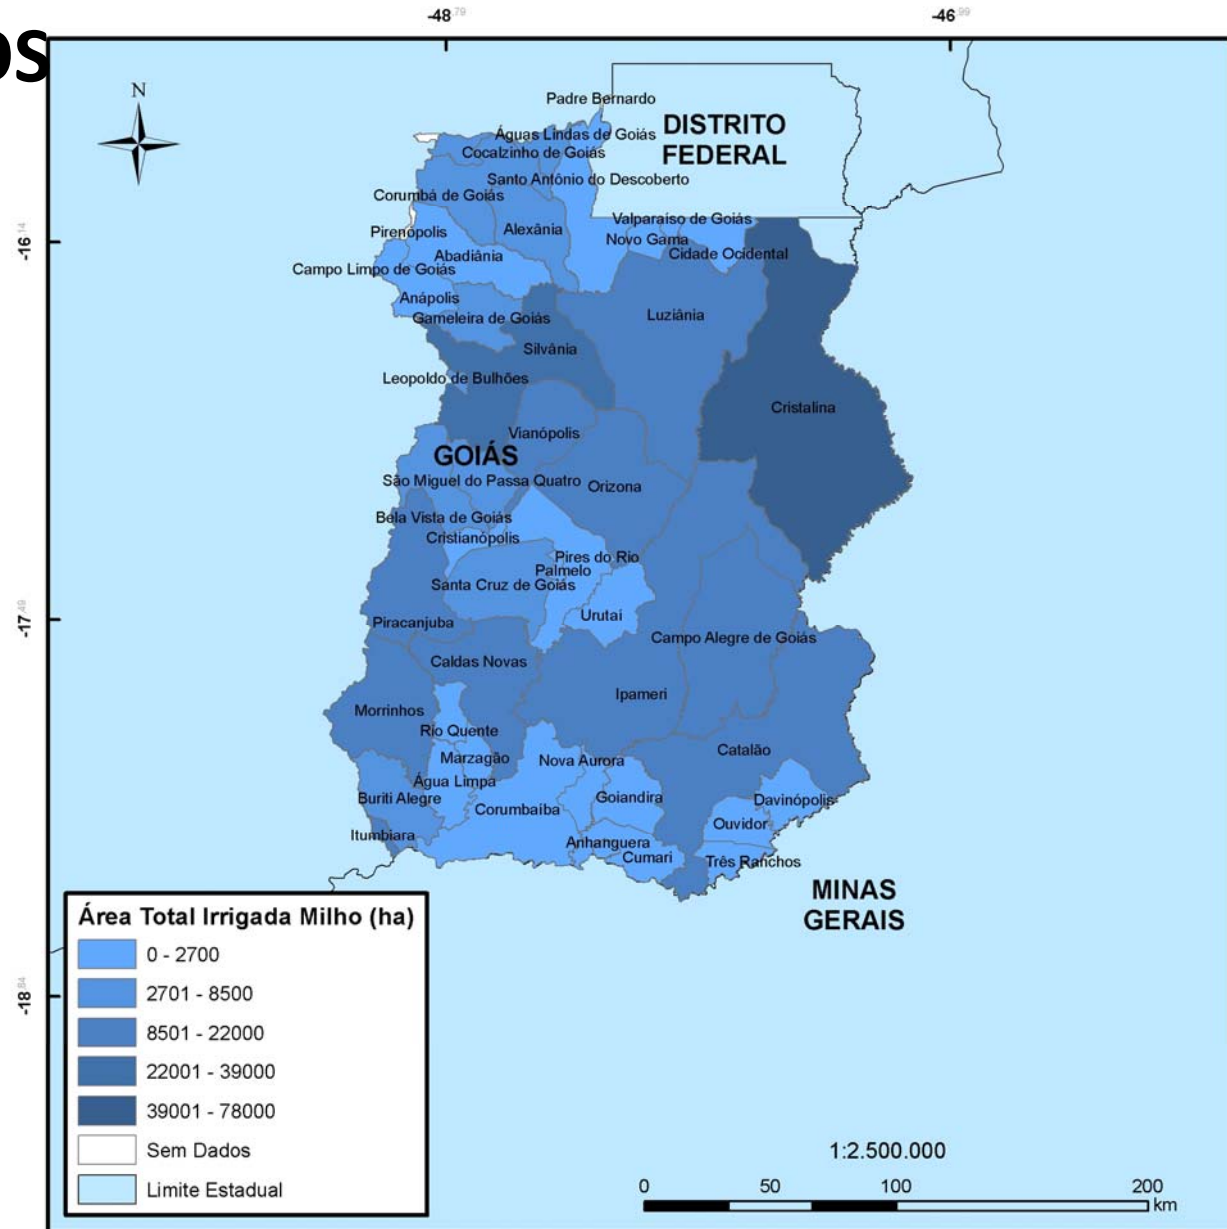 os
-48.79
-46.99
N
Padre Bernardo
DISTRITO
FEDERAL
Águas Lindas de Goiás
Cocalzinho de Goiás
Santo Antônio do Descoberto
Corumbá de Goiás
Valparaiso de Goiás
Pirenópolis
Alexânia
Novo Gama
-16.14
Abadiânia
Cidade Ocidental
Campo Limpo de Goiás
Anápolis
Gameleira de Goiás
Luziânia
Silvânia
Leopoldo de Bulhões
Cristalina
Vianópolis
GOIÁS
São Miguel do Passa Quatro
Orizona
Bela Vista de Goiás
Cristianópolis
Pires do Rio
Palmelo
Santa Cruz de Goiás
Urutaí
-17.49
Piracanjuba
Campo Alegre de Goiás
Caldas Novas
Ipameri
Morrinhos
Rio Quente
Catalão
Marzagão
Nova Aurora
Água Limpa
Buriti Alegre
Goiandira
Davinópolis
Corumbaíba
Ouvidor
Itumbiara
Anhanguera
Cumari
Três Ranchos
MINAS
GERAIS
Área Total Irrigada Milho (ha)
0 - 2700
2701 - 8500
8501 - 22000
22001 - 39000
39001 - 78000
Sem Dados
Limite Estadual
-18.84
1:2.500.000
0 50 100 200
km